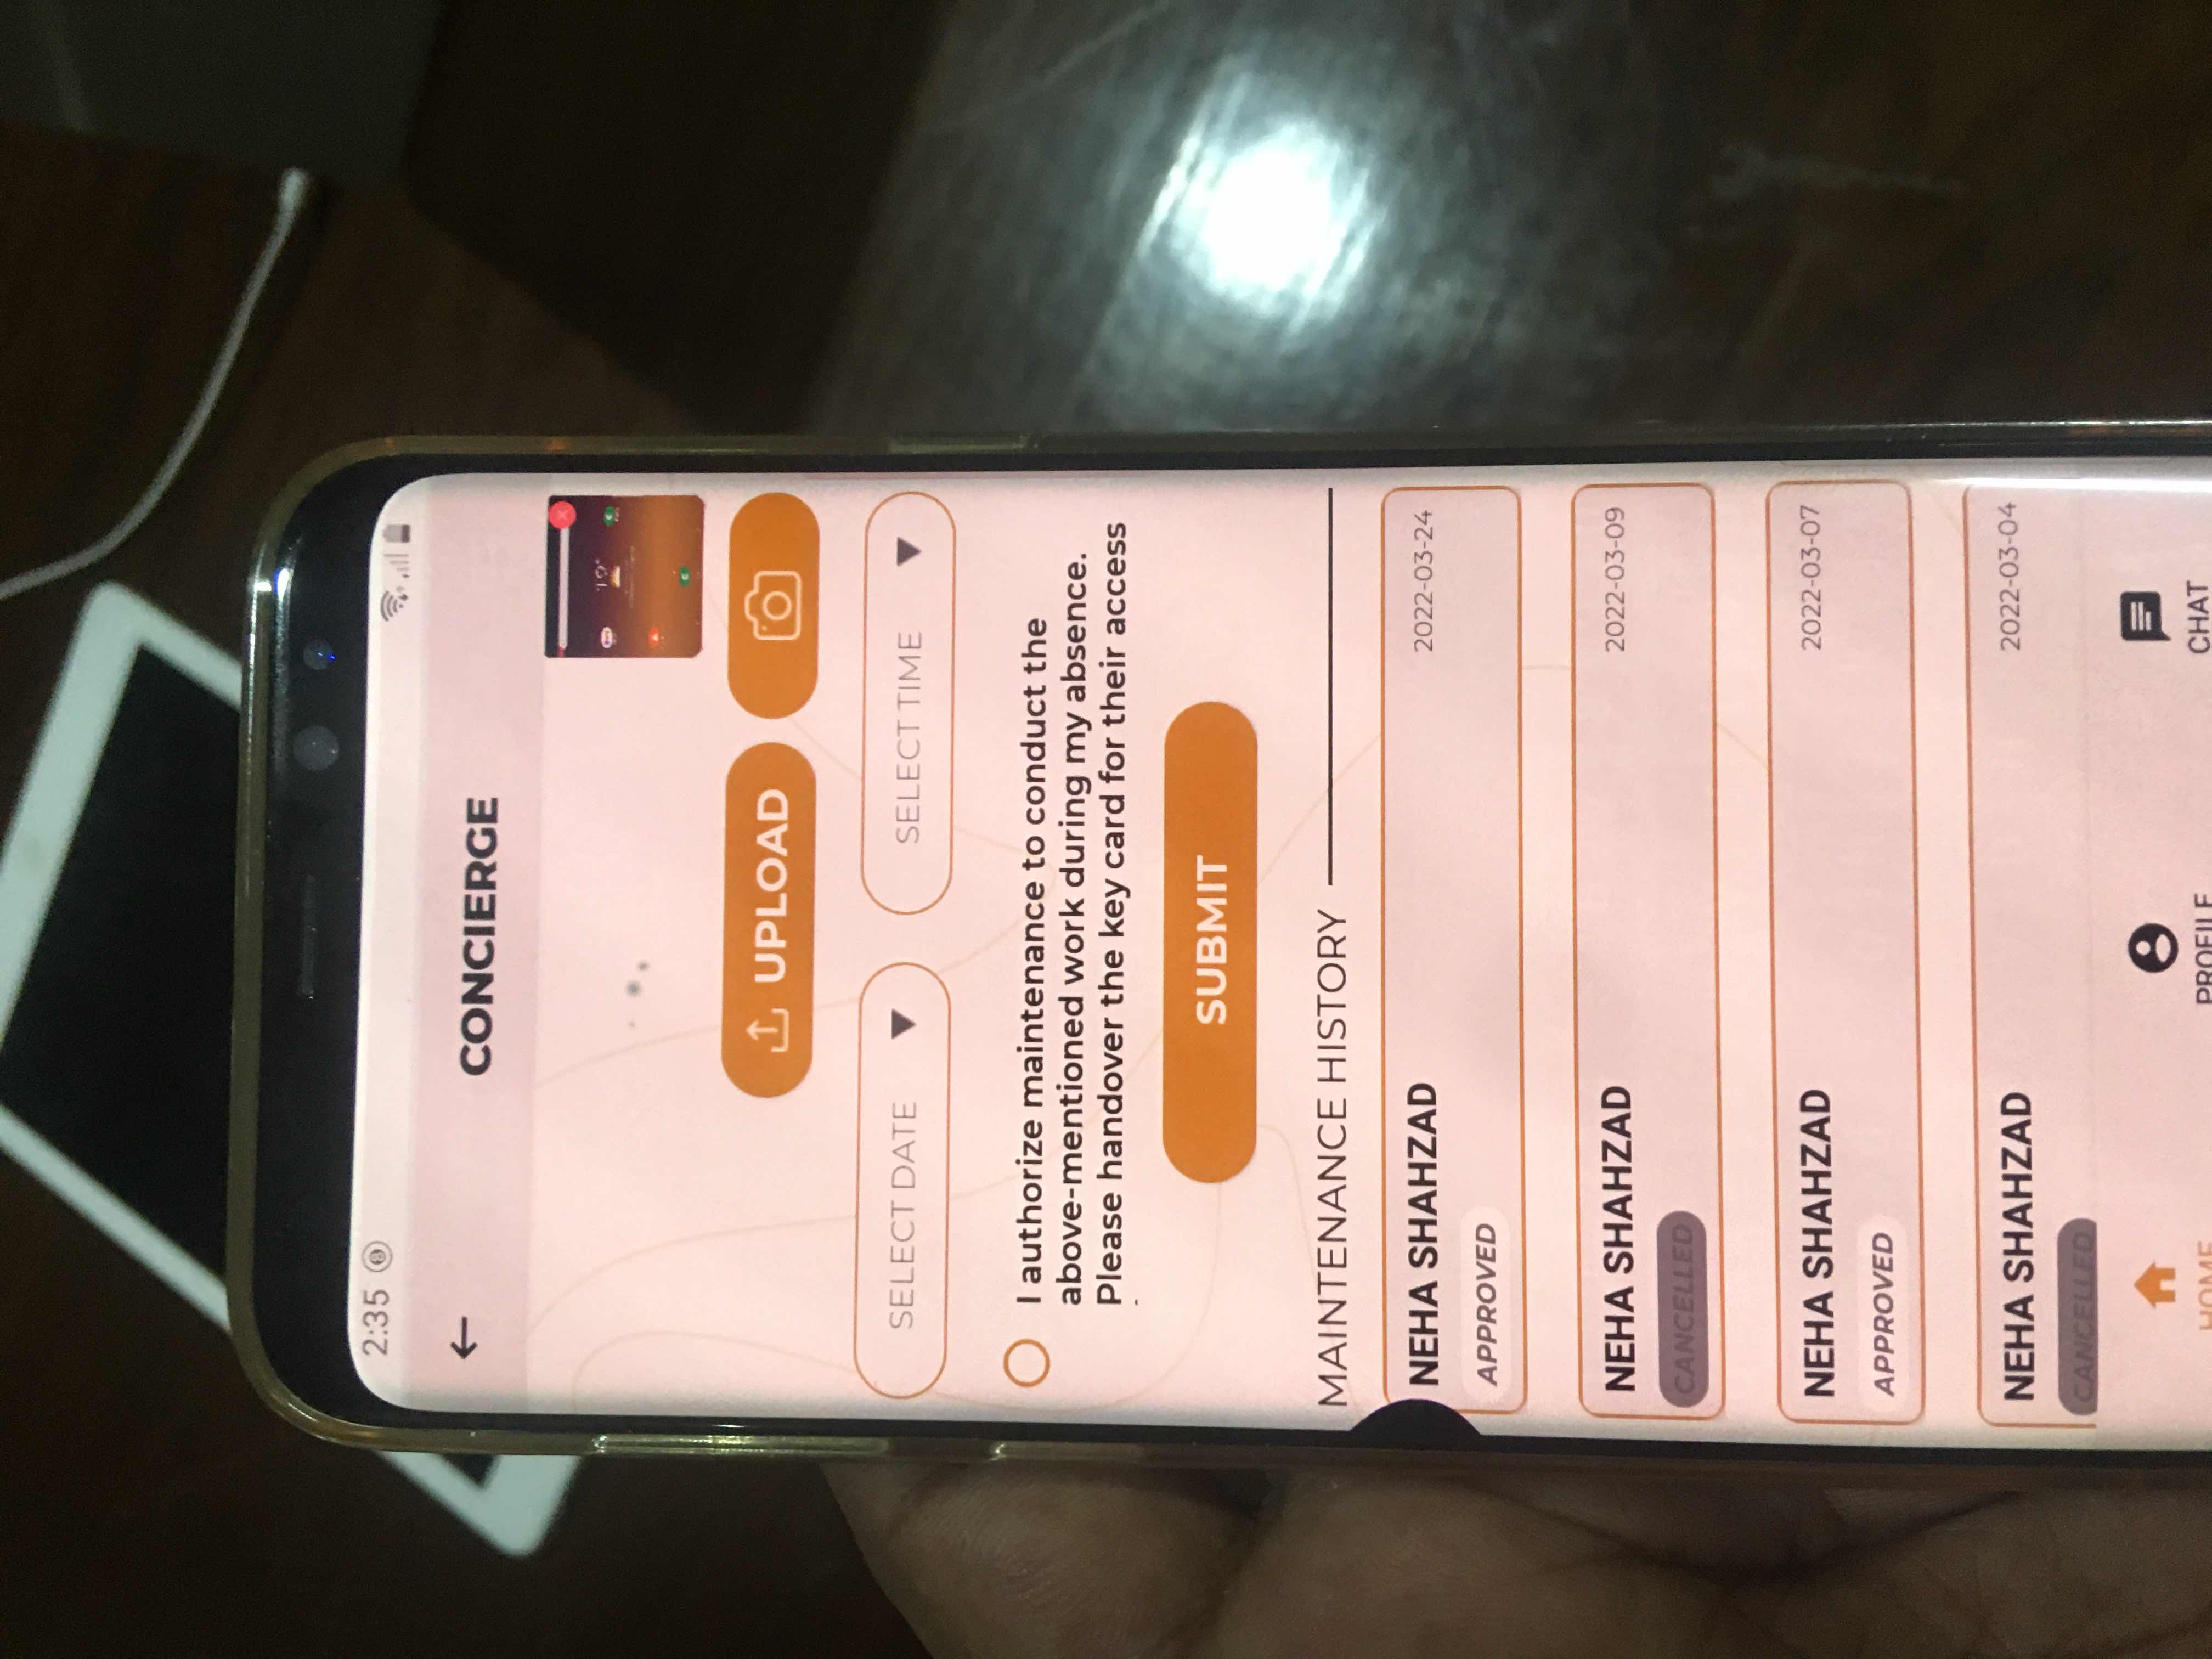 2:35
CONCIERGE
19°
UPLOAD
SELECT DATE
SELECT TIME
I authorize maintenance to conduct the
above-mentioned work during my absence.
Please handover the key card for their access
SUBMIT
MAINTENANCE HISTORY
NEHA SHAHZAD
2022-03-24
APPROVED
NEHA SHAHZAD
2022-03-09
CANCELLED
NEHA SHAHZAD
2022-03-07
APPROVED
NEHA SHAHZAD
2022-03-04
CANCELLED
HOME
PROFILE
CHAT